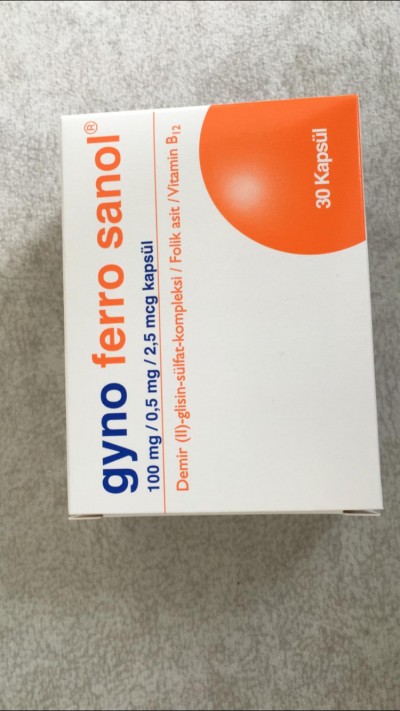 gyno ferro sanol®
100 mg / 0,5 mg / 2,5 mcg kapsül
Demir (II)-glisin-sülfat-kompleksi / Folik asit / Vitamin B12
30 Kapsül